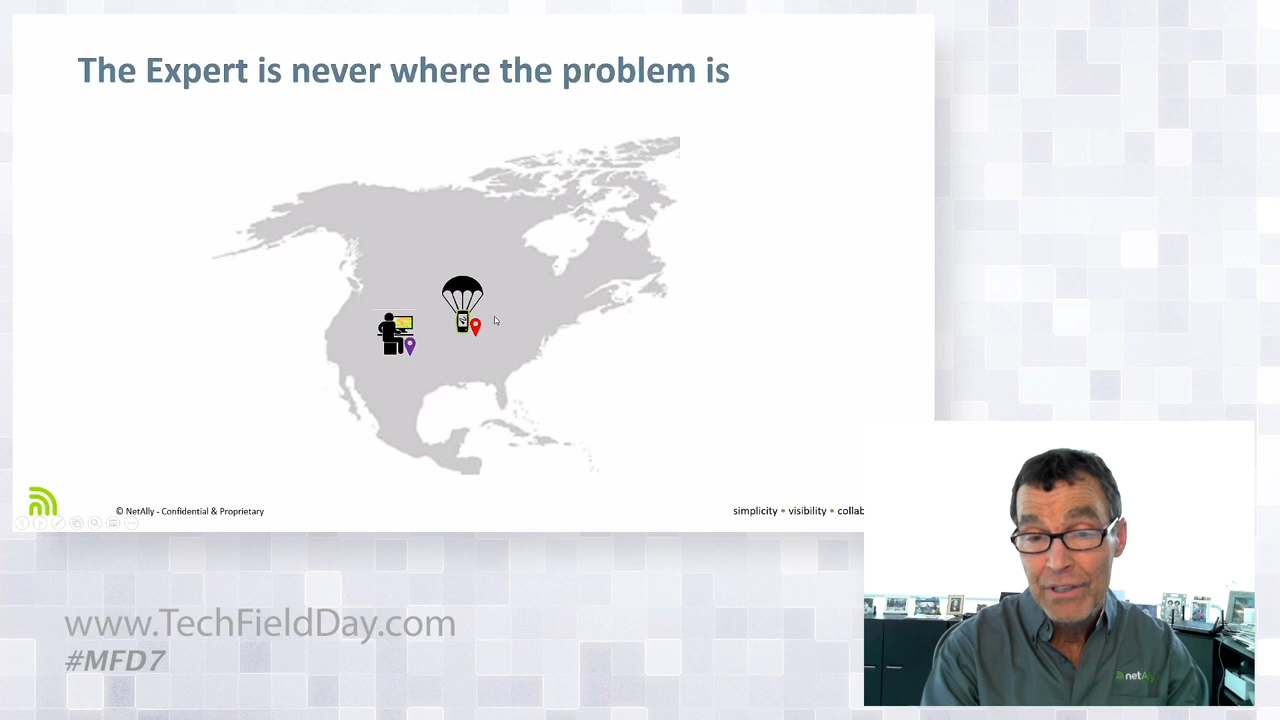 The Expert is never where the problem is
© NetAlly - Confidential & Proprietary
simplicity • visibility • collab
www.TechFieldDay.com
#MFD7
netAlly